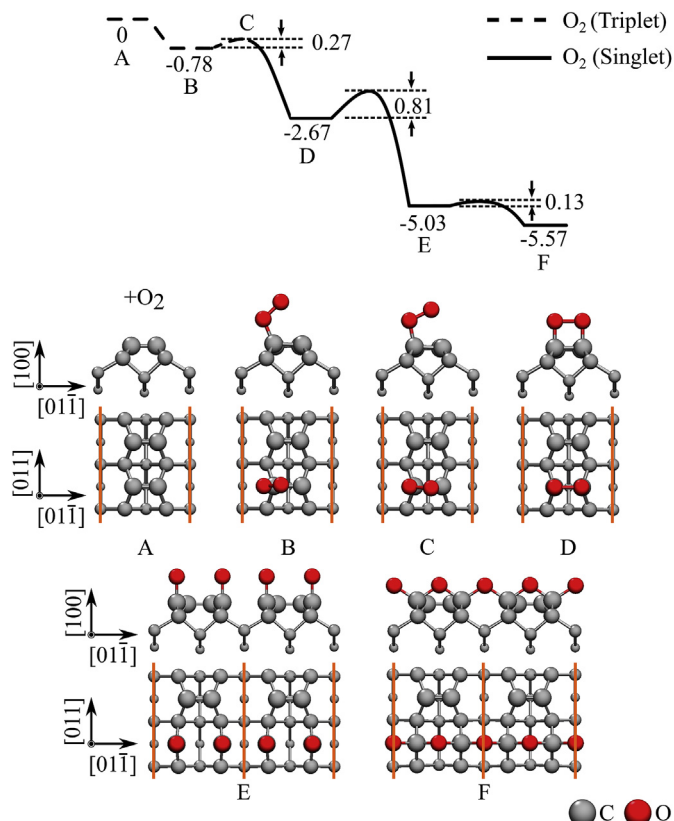 C
O₂ (Triplet)
0
0.27
A
-0.78
O₂ (Singlet)
B
0.81
-2.67
D
0.13
-5.03
-5.57
E
F
+O₂
[100]
[011̄]
[011]
[011̄]
A
B
C
D
[100]
[011̄]
[011]
[011̄]
E
F
C
O